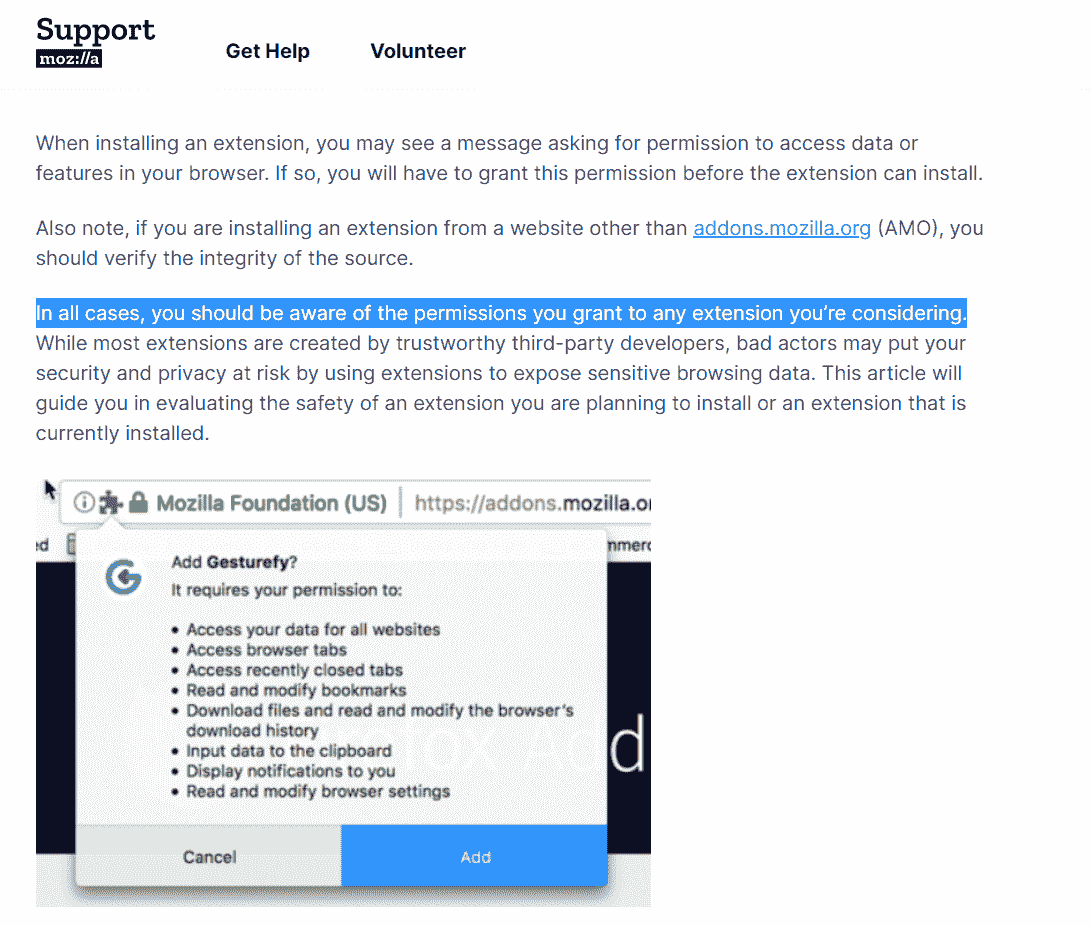 Support
moz://a
Get Help
Volunteer
When installing an extension, you may see a message asking for permission to access data or
features in your browser. If so, you will have to grant this permission before the extension can install.
Also note, if you are installing an extension from a website other than addons.mozilla.org (AMO), you
should verify the integrity of the source.
In all cases, you should be aware of the permissions you grant to any extension you’re considering.
While most extensions are created by trustworthy third-party developers, bad actors may put your
security and privacy at risk by using extensions to expose sensitive browsing data. This article will
guide you in evaluating the safety of an extension you are planning to install or an extension that is
currently installed.
Mozilla Foundation (US)
https://addons.mozilla.o
Add Gesturefy?
It requires your permission to:
• Access your data for all websites
• Access browser tabs
• Access recently closed tabs
• Read and modify bookmarks
• Download files and read and modify the browser's
download history
• Input data to the clipboard
• Display notifications to you
• Read and modify browser settings
Cancel
Add